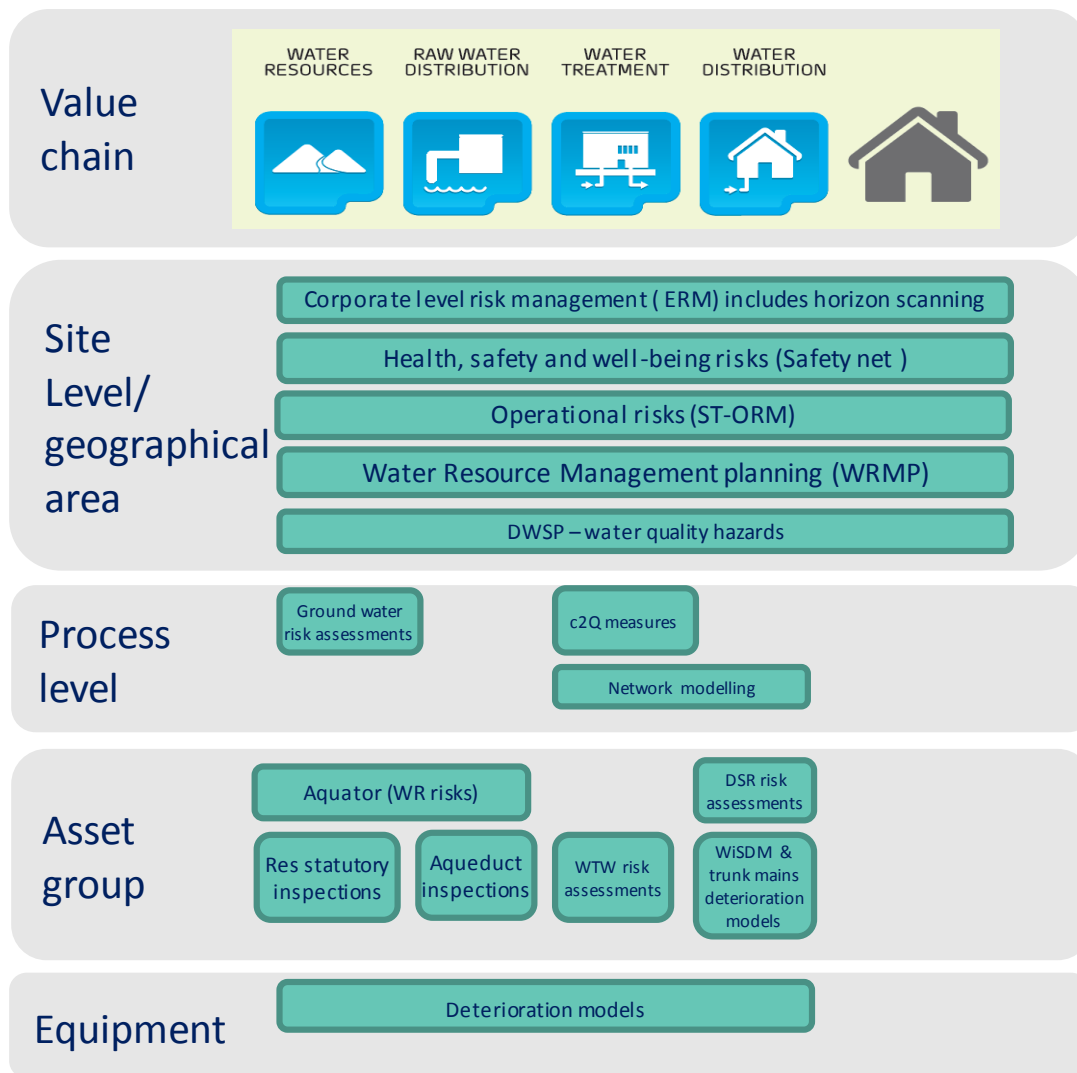 Value
chain
WATER
RESOURCES
RAW WATER
DISTRIBUTION
WATER
TREATMENT
WATER
DISTRIBUTION
Site
Level/
geographical
area
Corporate level risk management ( ERM) includes horizon scanning
Health, safety and well-being risks (Safety net )
Operational risks (ST-ORM)
Water Resource Management planning (WRMP)
DWSP – water quality hazards
Process
level
Ground water
risk assessments
c2Q measures
Network modelling
Asset
group
Aquator (WR risks)
DSR risk
assessments
Res statutory
inspections
Aqueduct
inspections
WTW risk
assessments
WiSDM &
trunk mains
deterioration
models
Equipment
Deterioration models